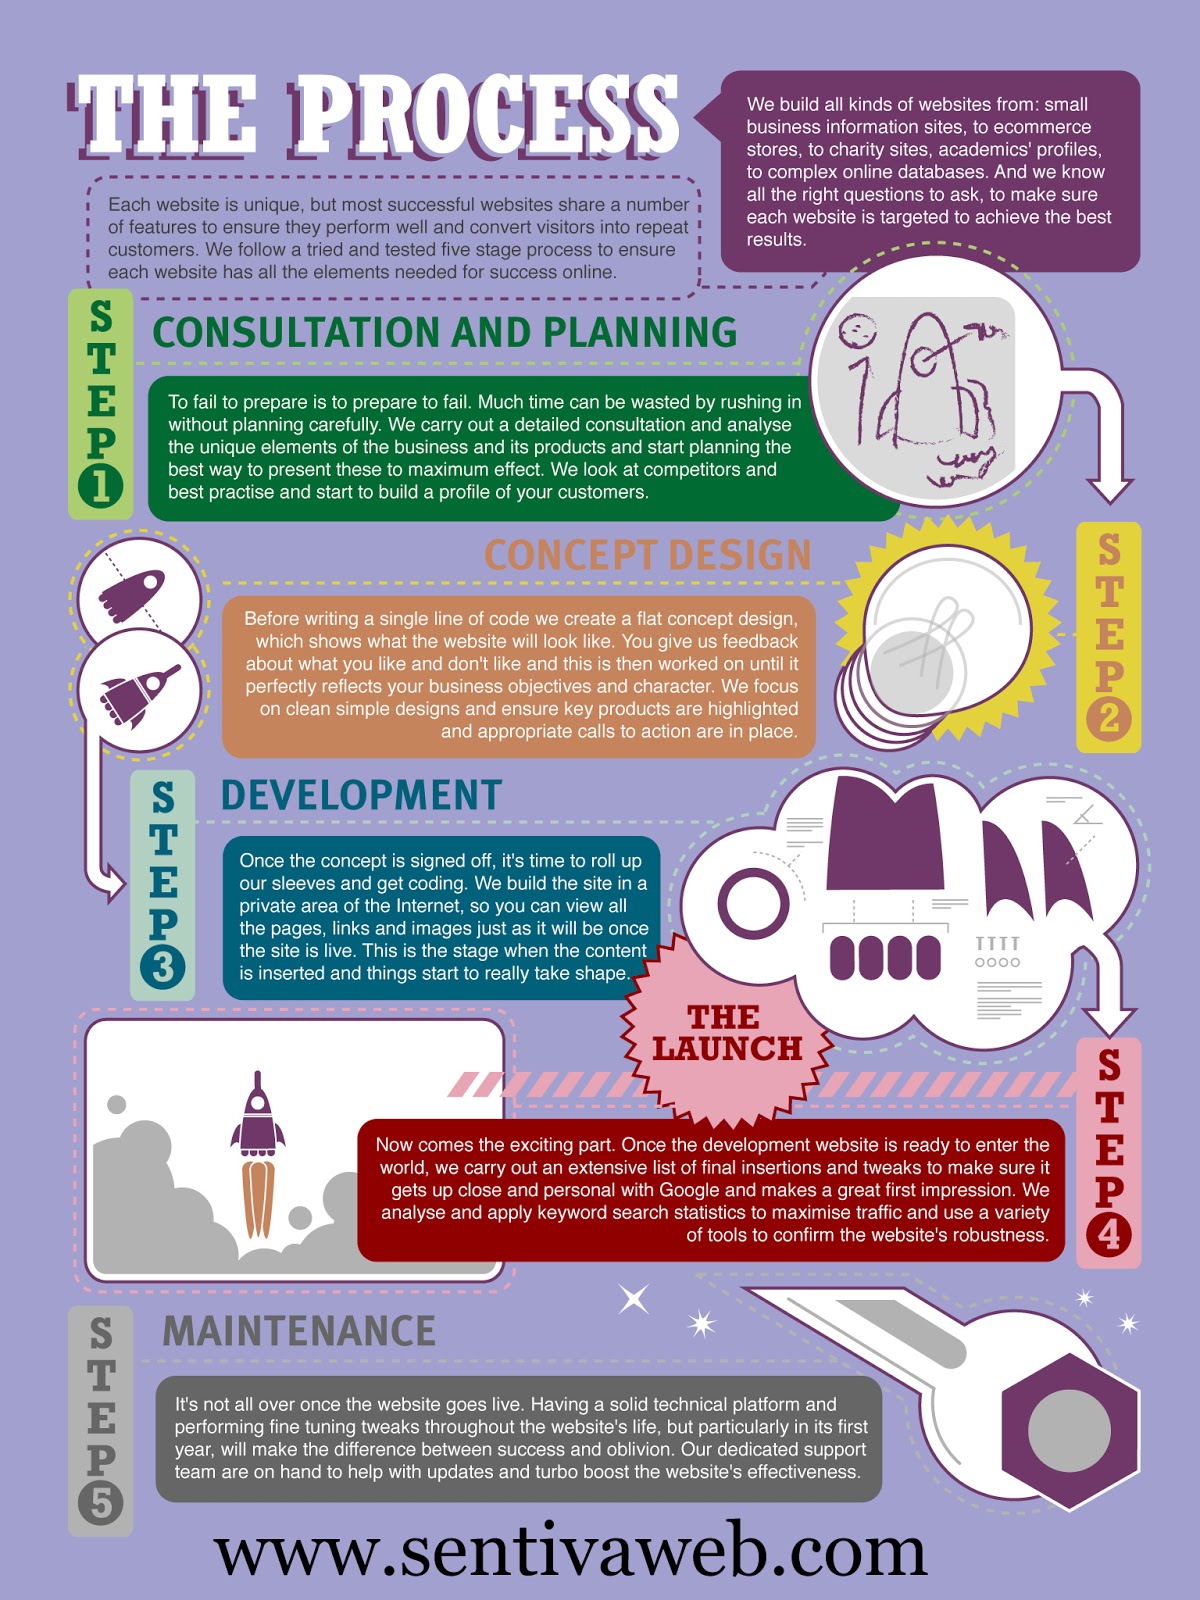 THE PROCESS
We build all kinds of websites from: small
business information sites, to ecommerce
stores, to charity sites, academics' profiles,
to complex online databases. And we know
all the right questions to ask, to make sure
each website is targeted to achieve the best
results.
Each website is unique, but most successful websites share a number
of features to ensure they perform well and convert visitors into repeat
customers. We follow a tried and tested five stage process to ensure
each website has all the elements needed for success online.
STEP 1
CONSULTATION AND PLANNING
To fail to prepare is to prepare to fail. Much time can be wasted by rushing in
without planning carefully. We carry out a detailed consultation and analyse
the unique elements of the business and its products and start planning the
best way to present these to maximum effect. We look at competitors and
best practise and start to build a profile of your customers.
STEP 2
CONCEPT DESIGN
Before writing a single line of code we create a flat concept design,
which shows what the website will look like. You give us feedback
about what you like and don't like and this is then worked on until it
perfectly reflects your business objectives and character. We focus
on clean simple designs and ensure key products are highlighted
and appropriate calls to action are in place.
STEP 3
DEVELOPMENT
Once the concept is signed off, it's time to roll up
our sleeves and get coding. We build the site in a
private area of the Internet, so you can view all
the pages, links and images just as it will be once
the site is live. This is the stage when the content
is inserted and things start to really take shape.
THE
LAUNCH
STEP 4
Now comes the exciting part. Once the development website is ready to enter the
world, we carry out an extensive list of final insertions and tweaks to make sure it
gets up close and personal with Google and makes a great first impression. We
analyse and apply keyword search statistics to maximise traffic and use a variety
of tools to confirm the website's robustness.
STEP 5
MAINTENANCE
It's not all over once the website goes live. Having a solid technical platform and
performing fine tuning tweaks throughout the website's life, but particularly in its first
year, will make the difference between success and oblivion. Our dedicated support
team are on hand to help with updates and turbo boost the website's effectiveness.
www.sentivaweb.com